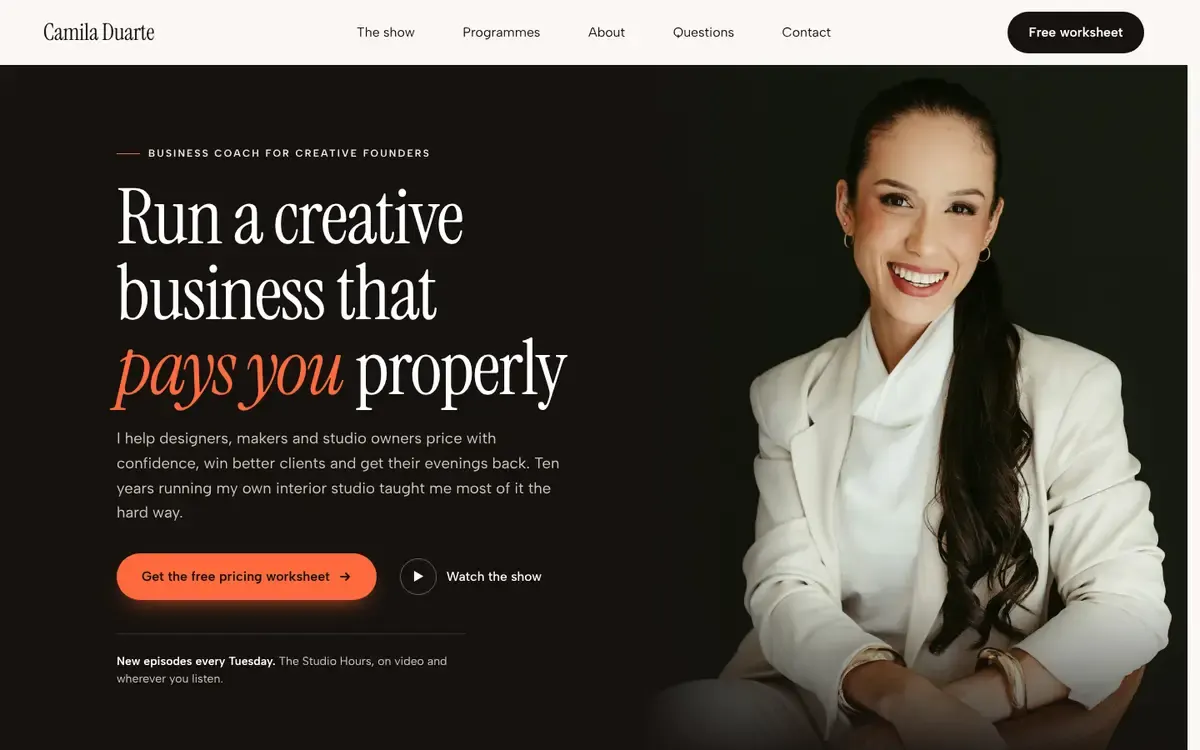 Camila Duarte
The show
Programmes
About
Questions
Contact
Free worksheet
BUSINESS COACH FOR CREATIVE FOUNDERS
Run a creative
business that
pays you properly
I help designers, makers and studio owners price with
confidence, win better clients and get their evenings back. Ten
years running my own interior studio taught me most of it the
hard way.
Get the free pricing worksheet →
Watch the show
New episodes every Tuesday. The Studio Hours, on video and
wherever you listen.